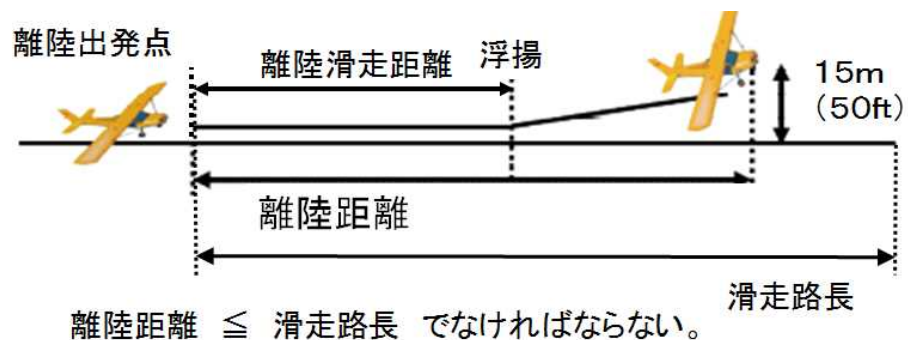 離陸出発点
離陸滑走距離
浮揚
15m
（50ft）
離陸距離
滑走路長
離陸距離 ≦ 滑走路長 でなければならない。